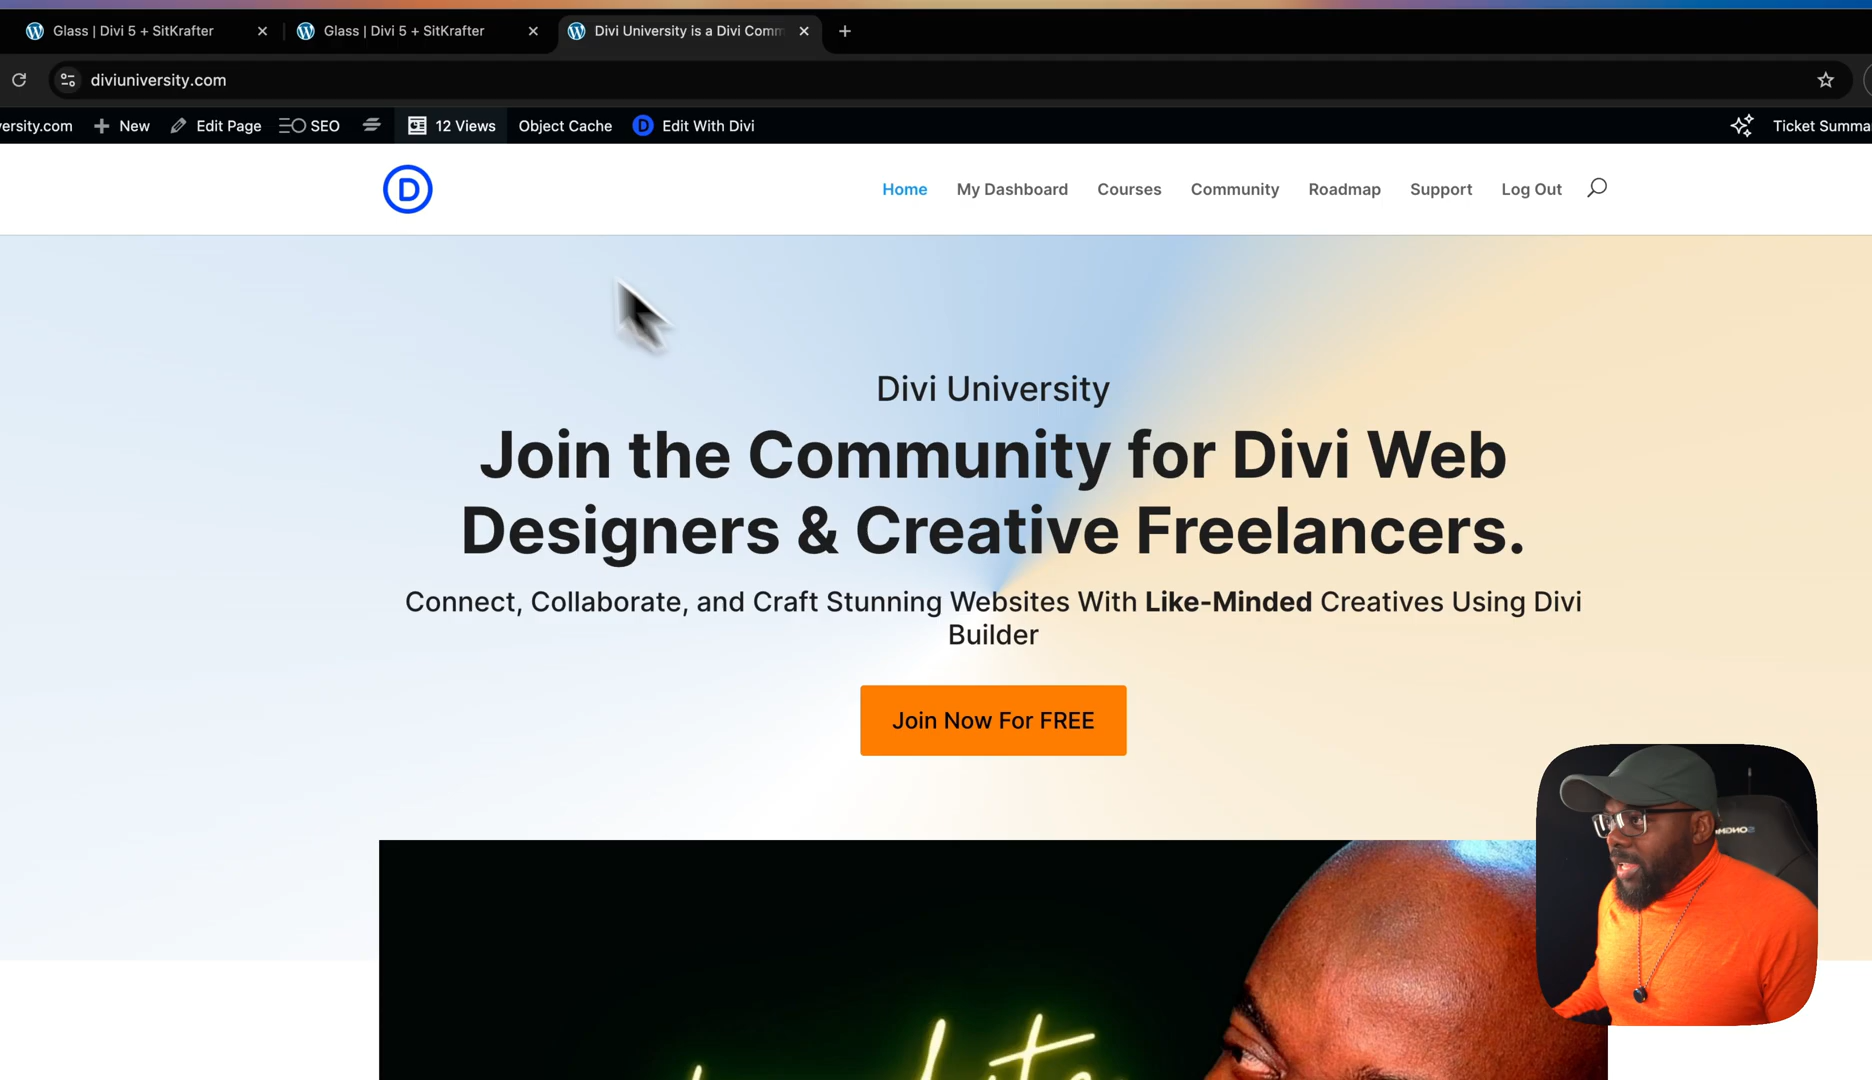 Glass | Divi 5 + SitKrafter
Glass | Divi 5 + SitKrafter
Divi University is a Divi Comm
diviuniversity.com
ersity.com
New
Edit Page
SEO
12 Views
Object Cache
D
Edit With Divi
Ticket Summa
D
Home
My Dashboard
Courses
Community
Roadmap
Support
Log Out
Divi University
Join the Community for Divi Web
Designers & Creative Freelancers.
Connect, Collaborate, and Craft Stunning Websites With Like-Minded Creatives Using Divi
Builder
Join Now For FREE